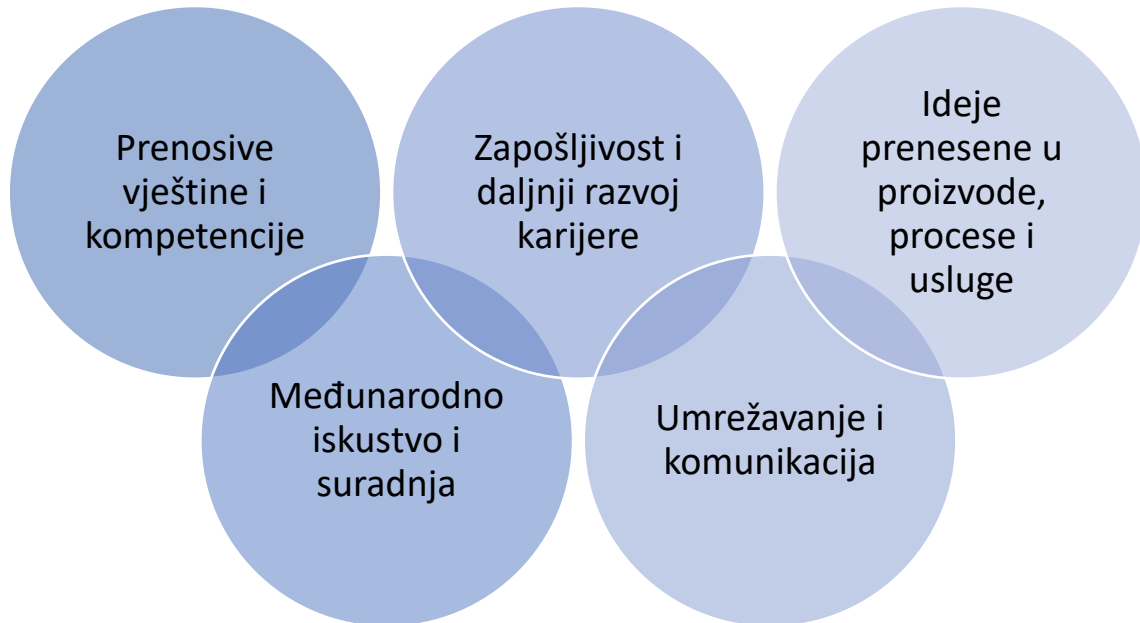 Prenosive
vještine i
kompetencije
Zapošljivost i
daljnji razvoj
karijere
Ideje
prenesene u
proizvode,
procese i
usluge
Međunarodno
iskustvo i
suradnja
Umrežavanje i
komunikacija